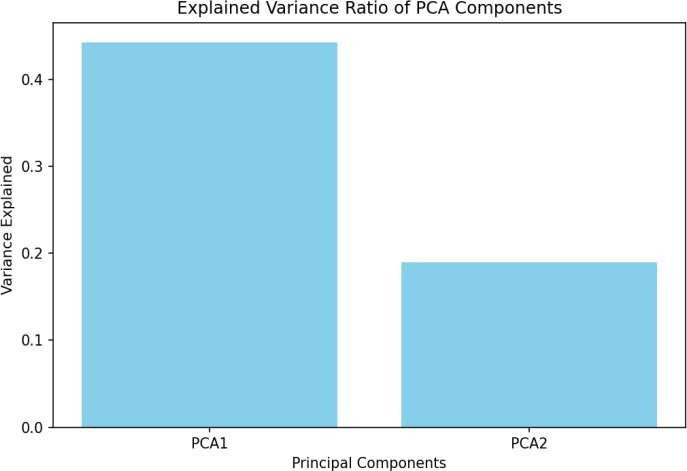 Explained Variance Ratio of PCA Components
Variance Explained
0.4
0.3
0.2
0.1
0.0
PCA1 PCA2
Principal Components